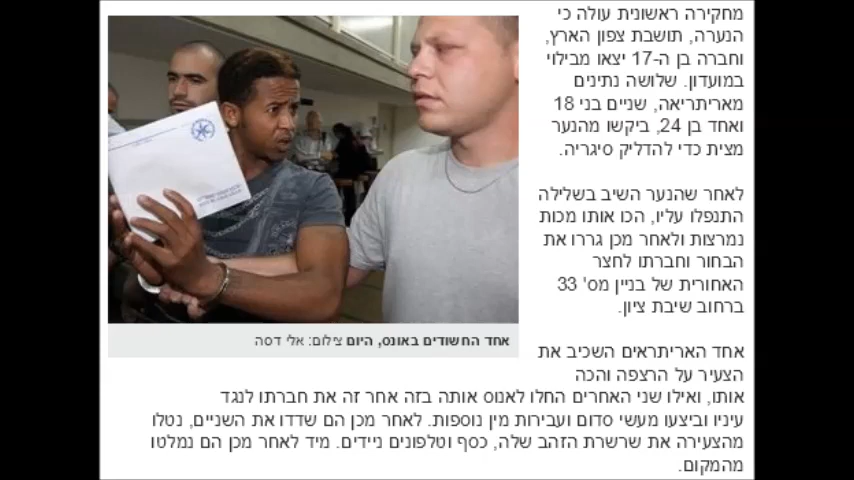 מחקירה ראשונית עולה כי
הנערה, תושבת צפון הארץ,
וחברה בן ה-17 יצאו מבילוי
במועדון. שלושה נתינים
מאריתריאה, שניים בני 18
ואחד בן 24, ביקשו מהנער
מצית כדי להדליק סיגריה.
לאחר שהנער השיב בשלילה
התנפלו עליו, הכו אותו מכות
נמרצות ולאחר מכן גררו את
הבחור וחברתו לחצר
האחורית של בניין מס' 33
ברחוב שיבת ציון.
אחד החשודים באונס, היום צילום: אלי דסה
אחד האריתראים השכיב את
הצעיר על הרצפה והכה
אותו, ואילו שני האחרים החלו לאנוס אותה בזה אחר זה את חברתו לנגד
עיניו וביצעו מעשי סדום ועבירות מין נוספות. לאחר מכן הם שדדו את השניים, נטלו
מהצעירה את שרשרת הזהב שלה, כסף וטלפונים ניידים. מיד לאחר מכן הם נמלטו
מהמקום.